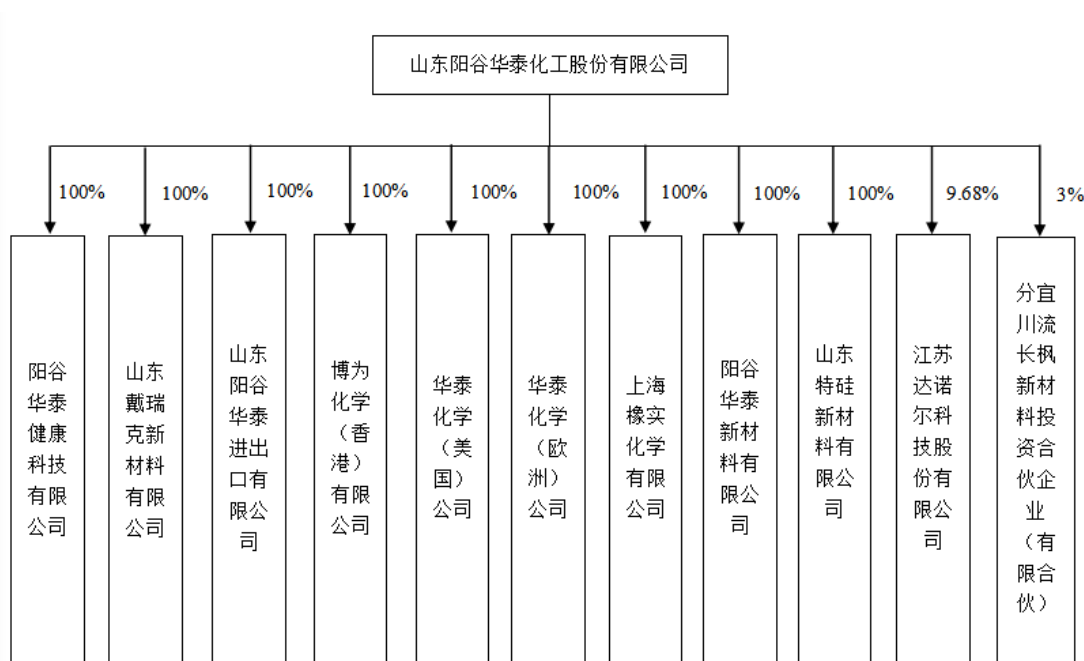 山东阳谷华泰化工股份有限公司
100%
100%
100%
100%
100%
100%
100%
100%
100%
9.68%
3%
阳谷
华泰
健康
科技
有限
公司
山东
戴瑞
克新
材料
有限
公司
山东
阳谷
华泰
进出
口有
限公
司
博为
化学
（香
港）
有限
公司
华泰
化学
（美
国）
公司
华泰
化学
（欧
洲）
公司
上海
橡实
化学
有限
公司
阳谷
华泰
新材
料有
限公
司
山东
特硅
新材
料有
限公
司
江苏
达诺
尔科
技股
份有
限公
司
分宜
川流
长枫
新材
料投
资合
伙企
业
（有
限合
伙）